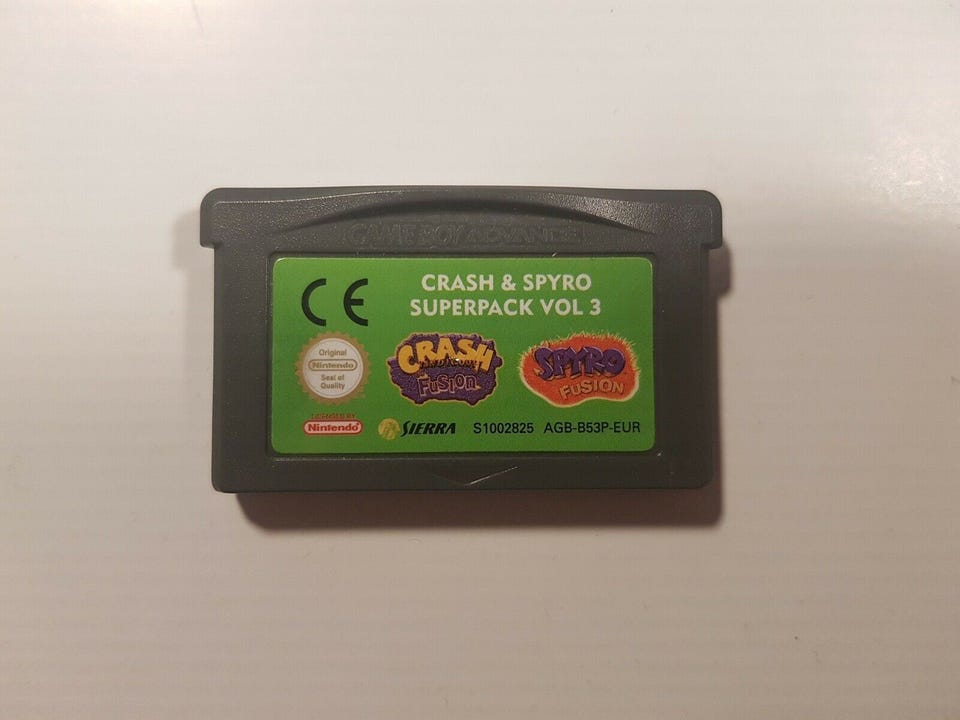 GAME BOY ADVANCE
CE
CRASH & SPYRO
SUPERPACK VOL 3
Original
Nintendo
Seal of
Quality
CRASH
BANDICOOT
FUSION
SPYRO
FUSION
LICENSED BY
Nintendo
SIERRA
S1002825 AGB-B53P-EUR